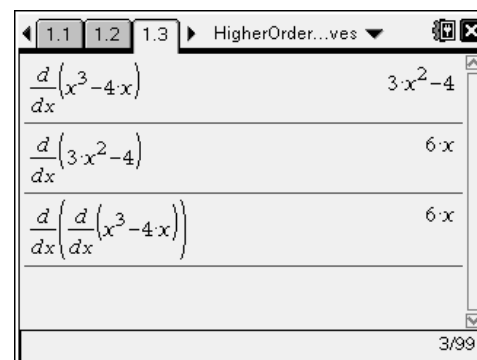 1.1 1.2 1.3 HigherOrder...ves
d/dx(x^3-4·x) 3·x^2-4
d/dx(3·x^2-4) 6·x
d/dx(d/dx(x^3-4·x)) 6·x
3/99